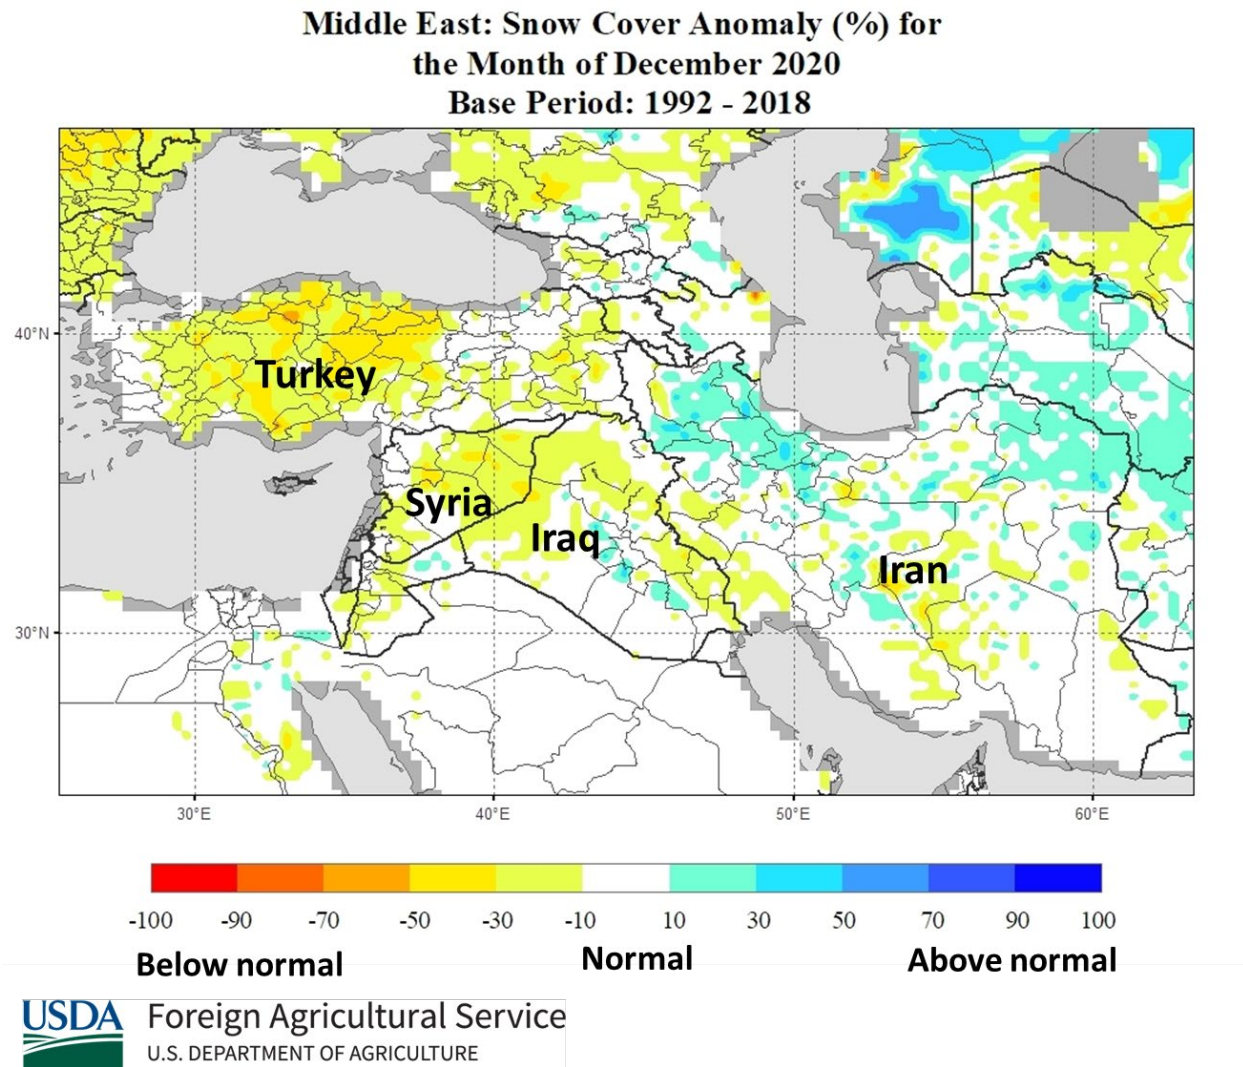 Middle East: Snow Cover Anomaly (%) for
the Month of December 2020
Base Period: 1992 - 2018
40°N
Turkey
Syria
Iraq
Iran
30°N
30°E 40°E 50°E 60°E
-100 -90 -70 -50 -30 -10 10 30 50 70 90 100
Below normal Normal Above normal
USDA Foreign Agricultural Service
U.S. DEPARTMENT OF AGRICULTURE